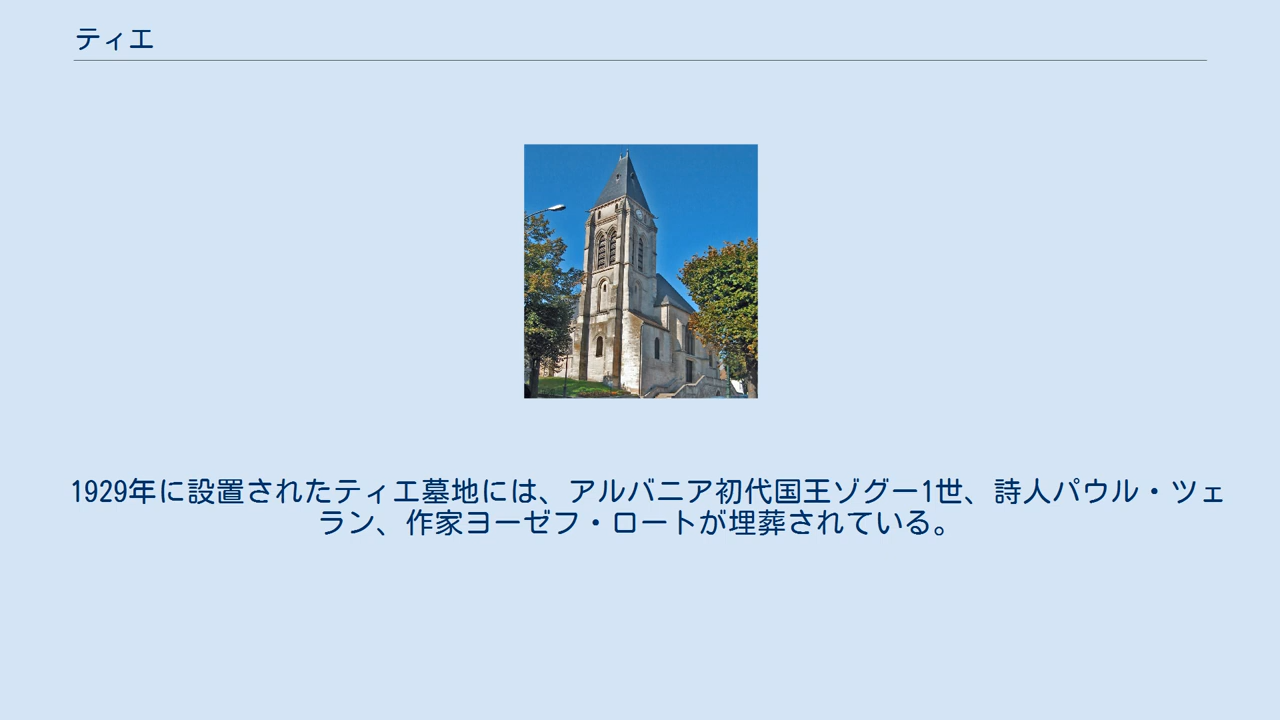 ティエ
1929年に設置されたティエ墓地には、アルバニア初代国王ゾグー1世、詩人パウル・ツェ
ラン、作家ヨーゼフ・ロートが埋葬されている。